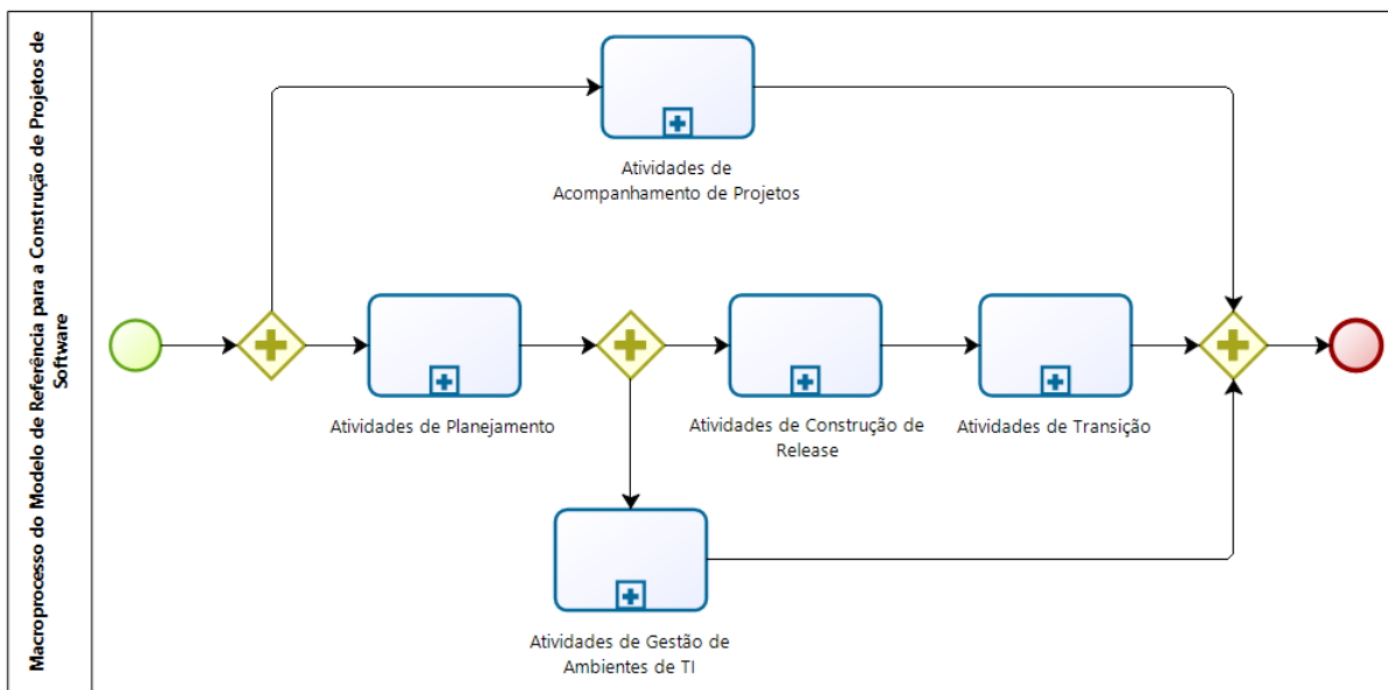 Macroprocesso do Modelo de Referência para a Construção de Projetos de
Software
Atividades de
Acompanhamento de Projetos
Atividades de Planejamento
Atividades de Construção de
Release
Atividades de Transição
Atividades de Gestão de
Ambientes de TI